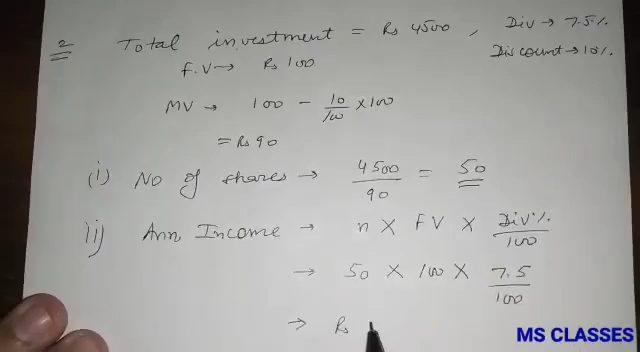 2 Total investment = Rs 4500, Div → 7.5%
F.V → Rs 100 Discount → 10%
MV → 100 - 10/100 × 100
= Rs 90
(i) No of shares → 4500/90 = 50
ii) Ann Income → n × FV × Div%/100
→ 50 × 100 × 7.5/100
→ Rs
MS CLASSES